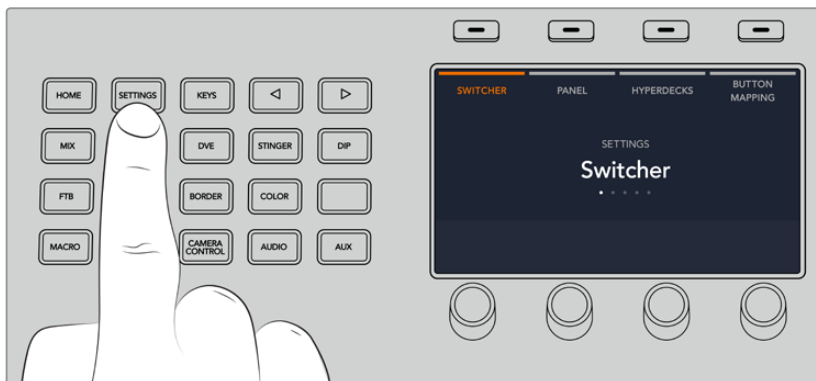 HOME
SETTINGS
KEYS
MIX
DVE
STINGER
DIP
FTB
BORDER
COLOR
MACRO
CAMERA
CONTROL
AUDIO
AUX
SWITCHER
PANEL
HYPERDECKS
BUTTON
MAPPING
SETTINGS
Switcher